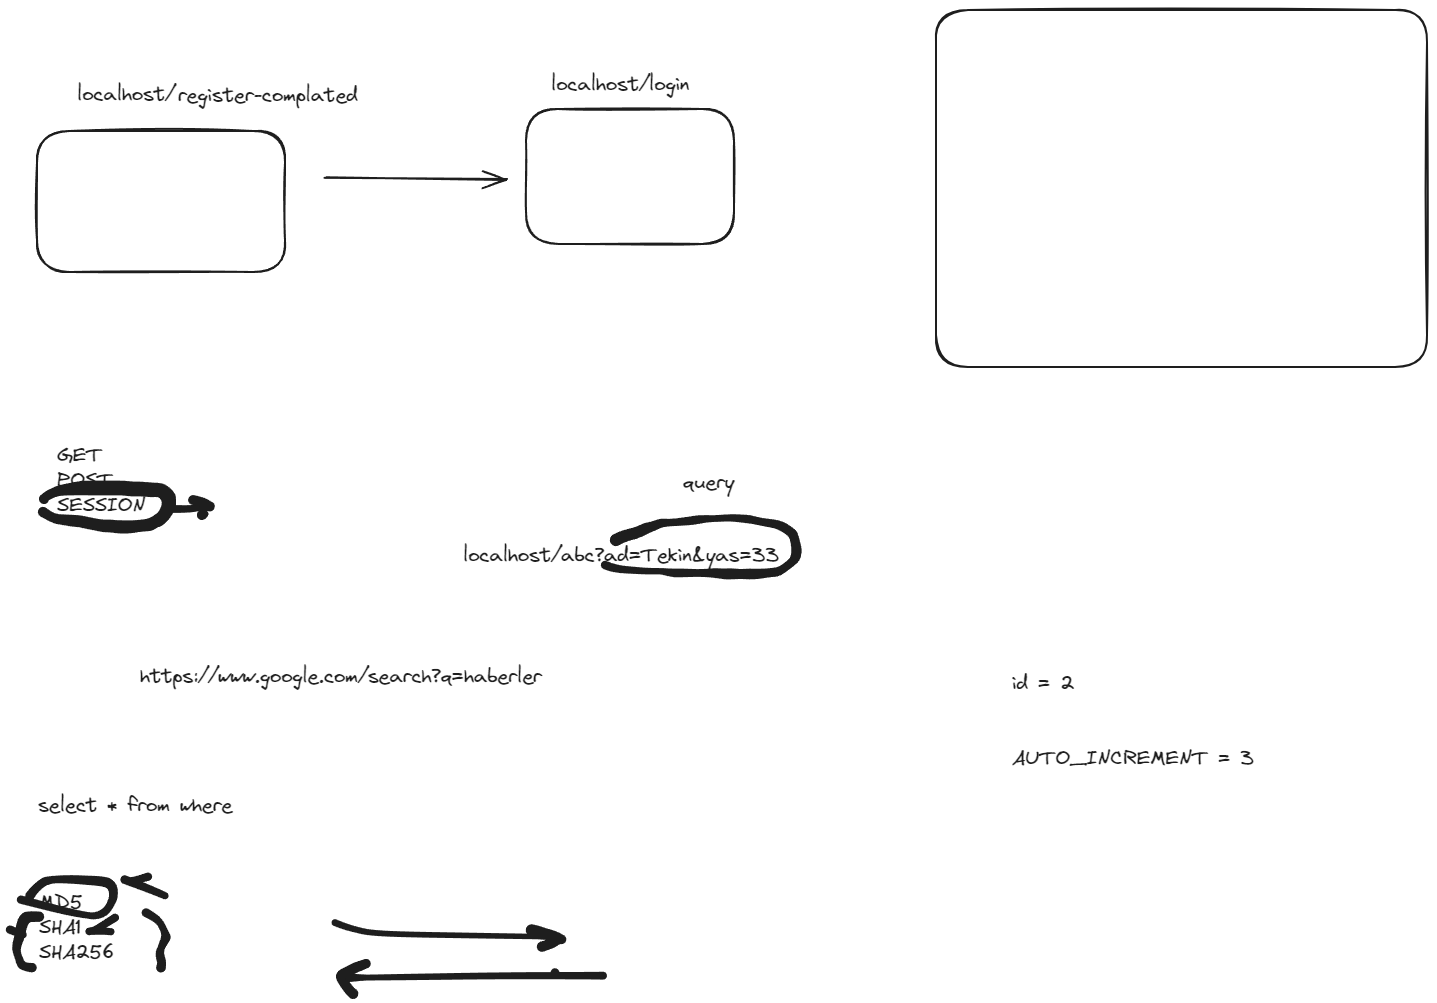 localhost/register-complated
localhost/login
GET
POST
SESSION
query
localhost/abc?ad=Tekin&yas=33
https://www.google.com/search?q=haberler
id = 2
AUTO_INCREMENT = 3
select * from where
MD5
SHA1
SHA256